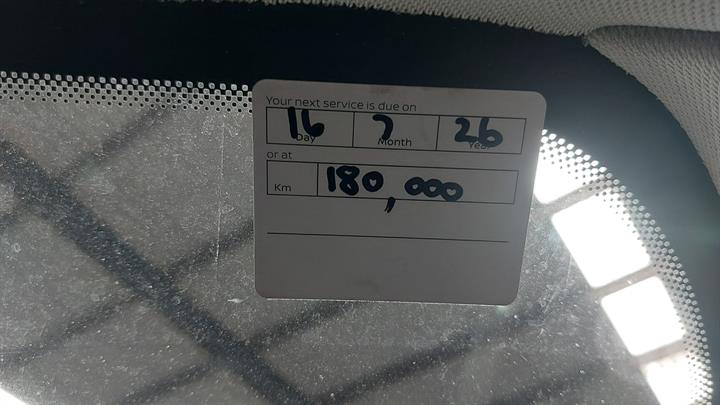 Your next service is due on
16 7 26
Day Month Year
or at
Km 180,000